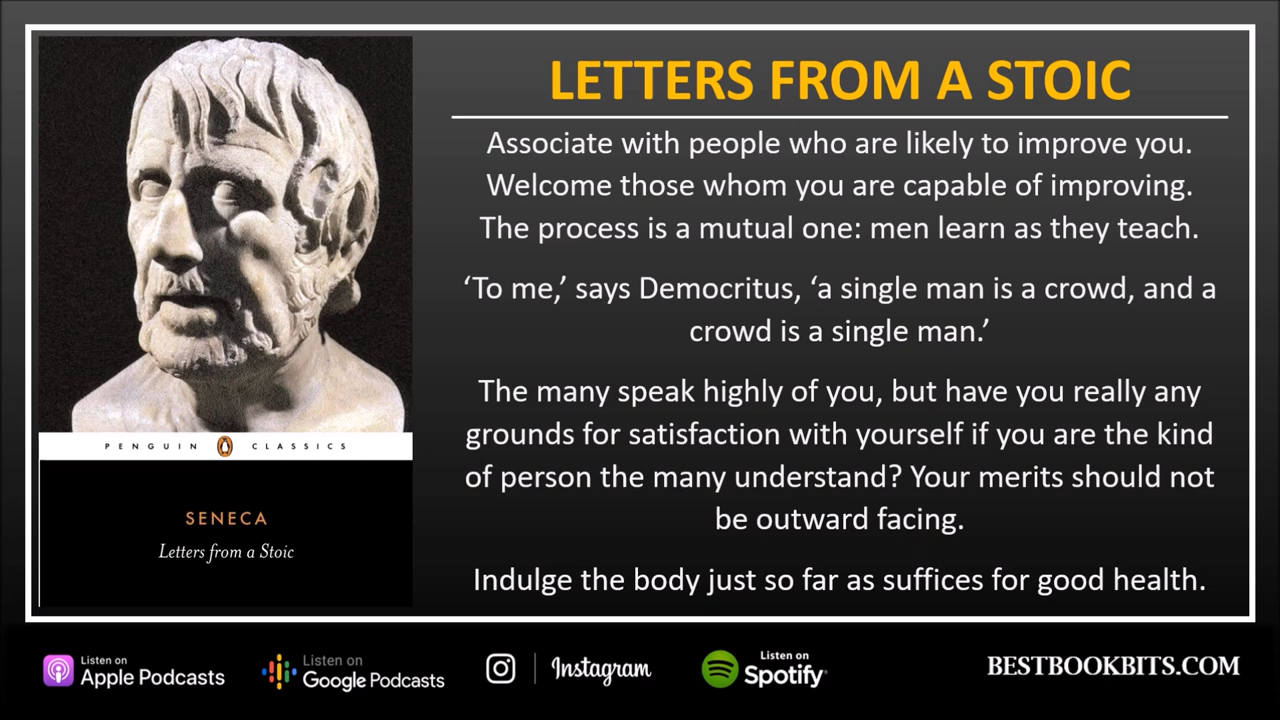 LETTERS FROM A STOIC
Associate with people who are likely to improve you.
Welcome those whom you are capable of improving.
The process is a mutual one: men learn as they teach.
‘To me,’ says Democritus, ‘a single man is a crowd, and a
crowd is a single man.’
The many speak highly of you, but have you really any
grounds for satisfaction with yourself if you are the kind
of person the many understand? Your merits should not
be outward facing.
Indulge the body just so far as suffices for good health.
PENGUIN CLASSICS
SENECA
Letters from a Stoic
Listen on
Apple Podcasts
Listen on
Google Podcasts
Instagram
Listen on
Spotify
BESTBOOKBITS.COM